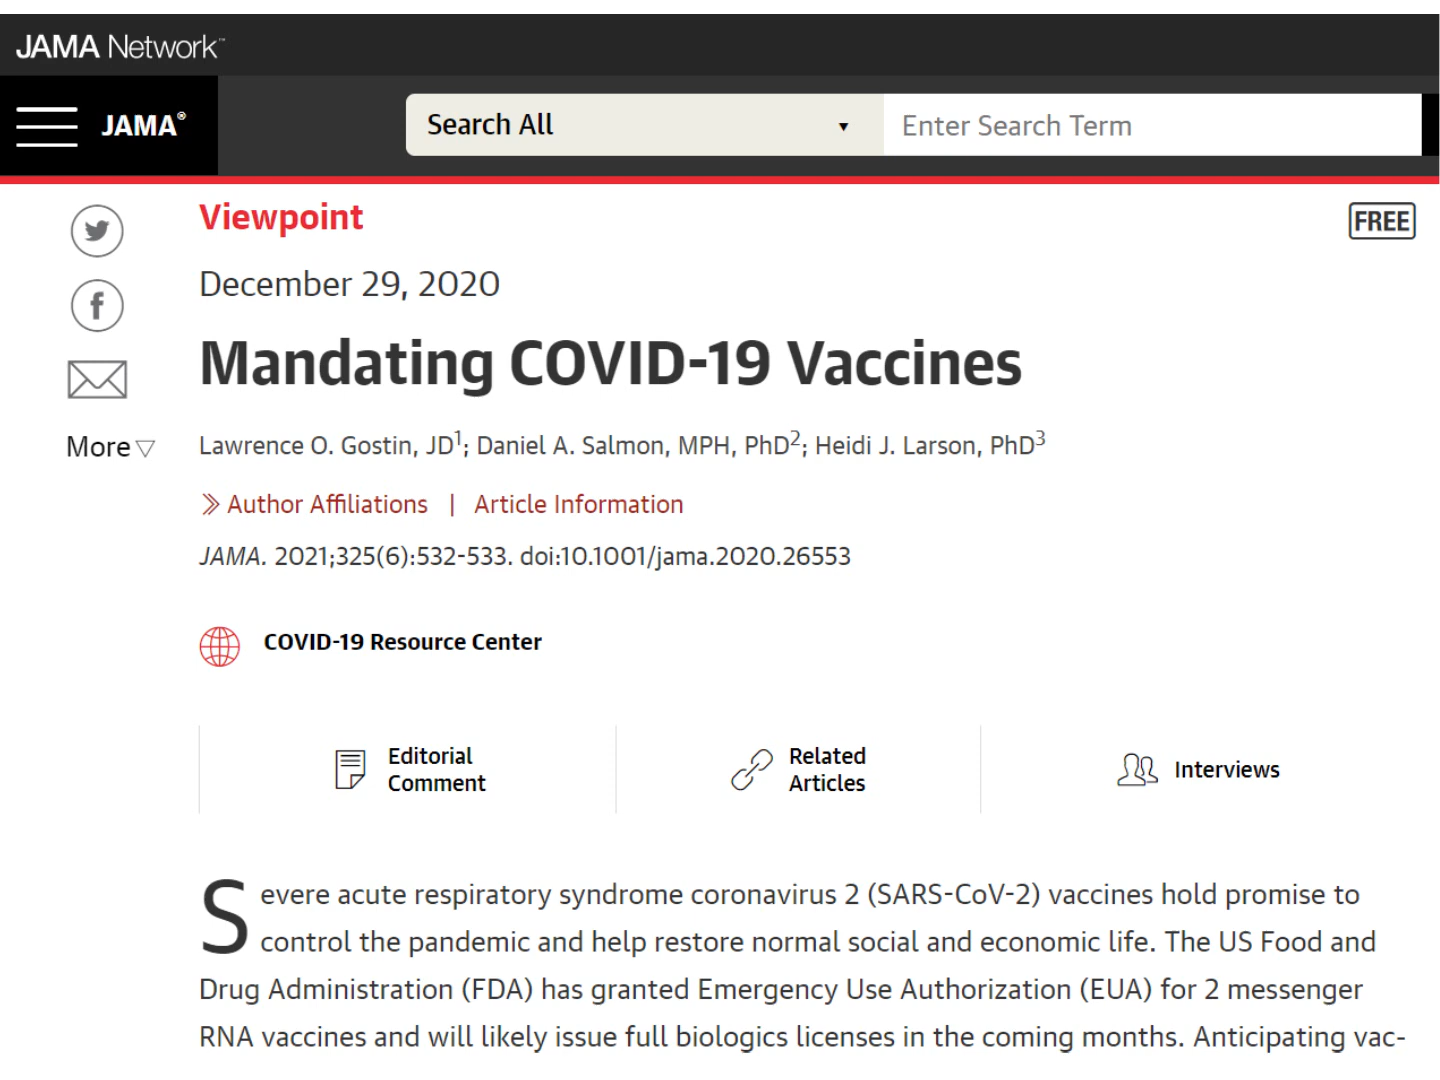 JAMA Network™
JAMA®
Search All
Enter Search Term
Viewpoint
FREE
December 29, 2020
Mandating COVID-19 Vaccines
More
Lawrence O. Gostin, JD1; Daniel A. Salmon, MPH, PhD2; Heidi J. Larson, PhD3
Author Affiliations | Article Information
JAMA. 2021;325(6):532-533. doi:10.1001/jama.2020.26553
COVID-19 Resource Center
Editorial
Comment
Related
Articles
Interviews
Severe acute respiratory syndrome coronavirus 2 (SARS-CoV-2) vaccines hold promise to
control the pandemic and help restore normal social and economic life. The US Food and
Drug Administration (FDA) has granted Emergency Use Authorization (EUA) for 2 messenger
RNA vaccines and will likely issue full biologics licenses in the coming months. Anticipating vac-